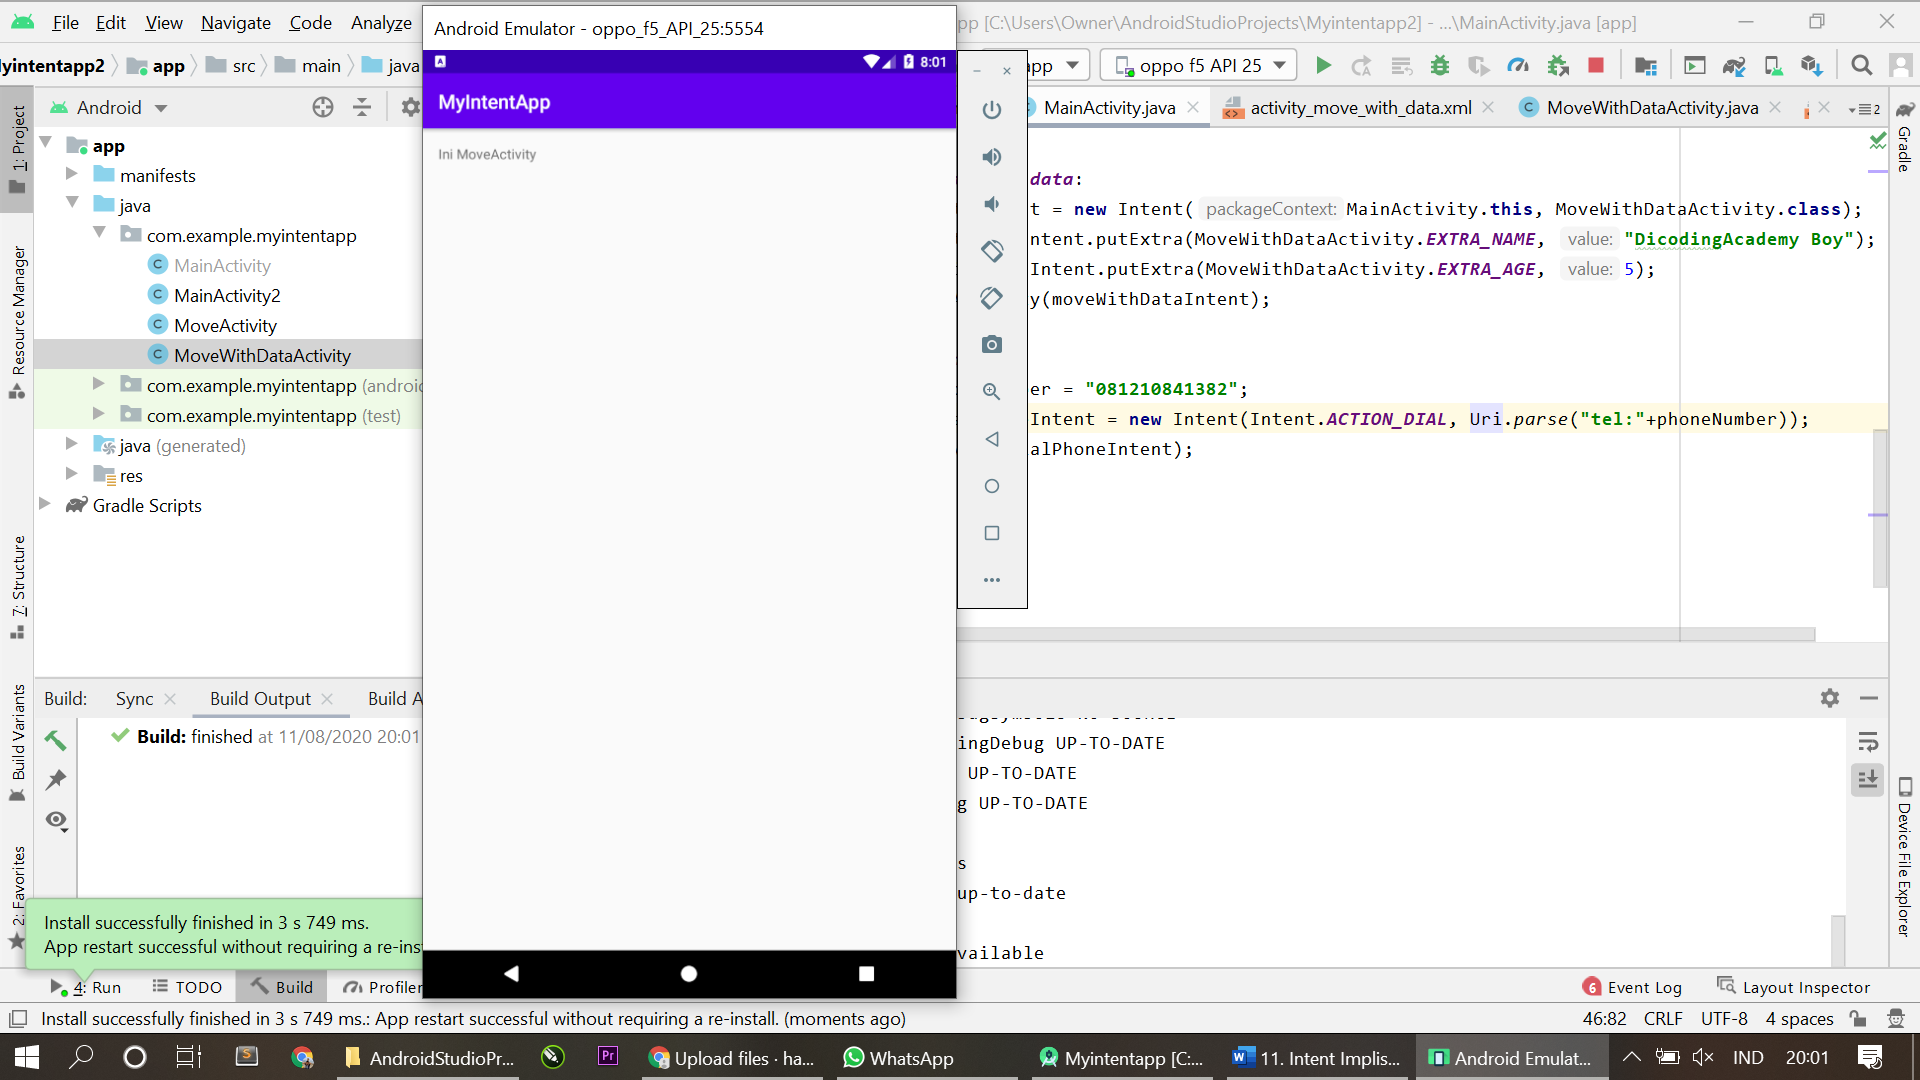 File Edit View Navigate Code Analyze
Android Emulator - oppo_f5_API_25:5554
pp [C:\Users\Owner\AndroidStudioProjects\Myintentapp2] - ...\MainActivity.java [app]
lyintentapp2 app src main java
8:01
app oppo f5 API 25
MyIntentApp
Ini MoveActivity
Android
MainActivity.java activity_move_with_data.xml MoveWithDataActivity.java 2
1: Project
Resource Manager
7: Structure
Build Variants
2: Favorites
Gradle
Device File Explorer
app
manifests
java
com.example.myintentapp
MainActivity
MainActivity2
MoveActivity
MoveWithDataActivity
com.example.myintentapp (androi
com.example.myintentapp (test)
java (generated)
res
Gradle Scripts
data:
t = new Intent( packageContext: MainActivity.this, MoveWithDataActivity.class);
ntent.putExtra(MoveWithDataActivity.EXTRA_NAME, value: "DicodingAcademy Boy");
Intent.putExtra(MoveWithDataActivity.EXTRA_AGE, value: 5);
y(moveWithDataIntent);
er = "081210841382";
Intent = new Intent(Intent.ACTION_DIAL, Uri.parse("tel:"+phoneNumber));
alPhoneIntent);
Build: Sync Build Output Build A
Build: finished at 11/08/2020 20:01
ingDebug UP-TO-DATE
UP-TO-DATE
g UP-TO-DATE
s
up-to-date
vailable
Install successfully finished in 3 s 749 ms.
App restart successful without requiring a re-ins
4: Run TODO Build Profiler
6 Event Log Layout Inspector
Install successfully finished in 3 s 749 ms.: App restart successful without requiring a re-install. (moments ago)
46:82 CRLF UTF-8 4 spaces
AndroidStudioPr... Pr Upload files · ha... WhatsApp Myintentapp [C:... 11. Intent Implis... Android Emulat... IND 20:01